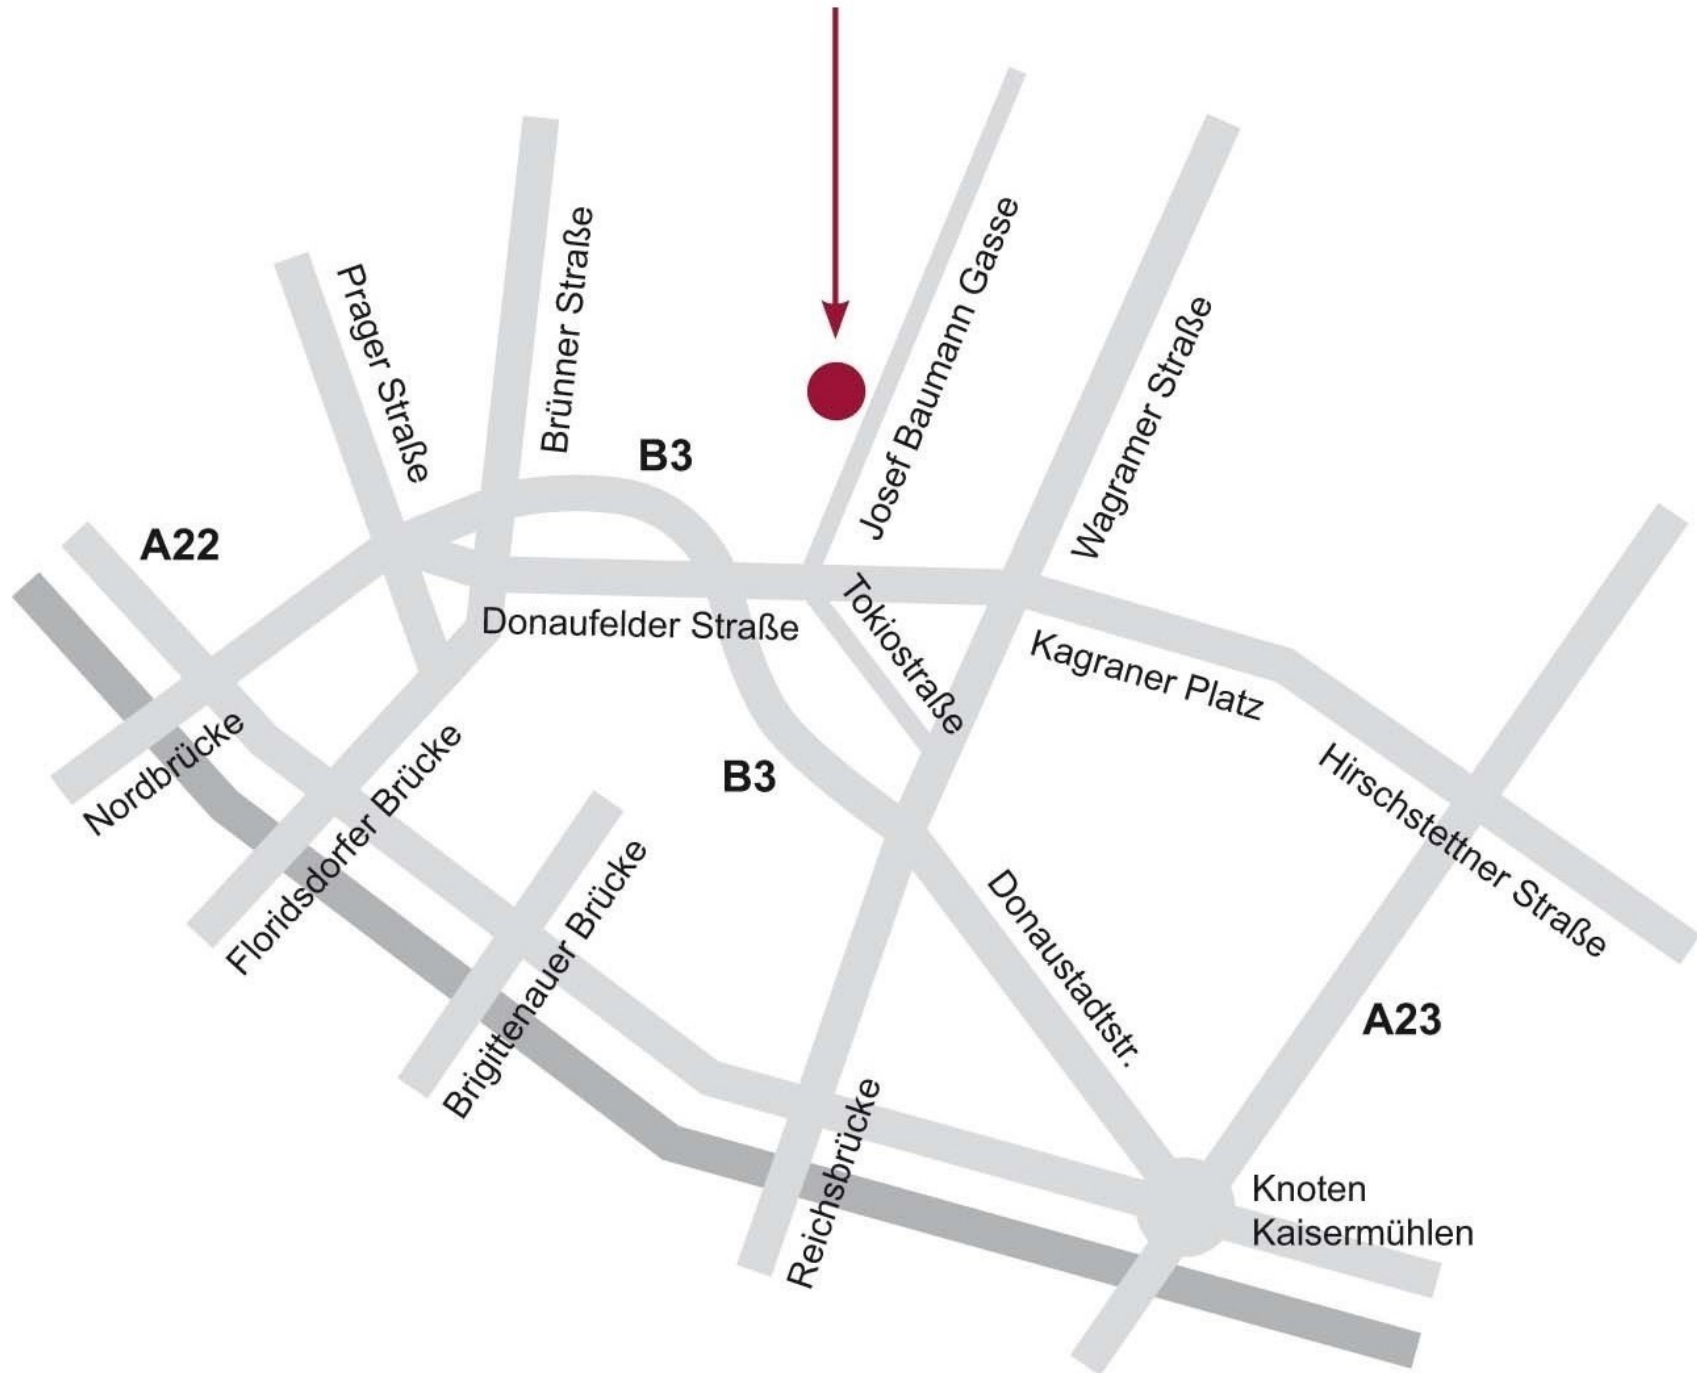 Prager Straße
Brünner Straße
B3
Josef Baumann Gasse
Wagramer Straße
A22
Donaufelder Straße
Tokiostraße
Kagraner Platz
Nordbrücke
Floridsdorfer Brücke
B3
Hirschstettner Straße
Brigittenauer Brücke
Donaustadtstr.
A23
Reichsbrücke
Knoten
Kaisermühlen